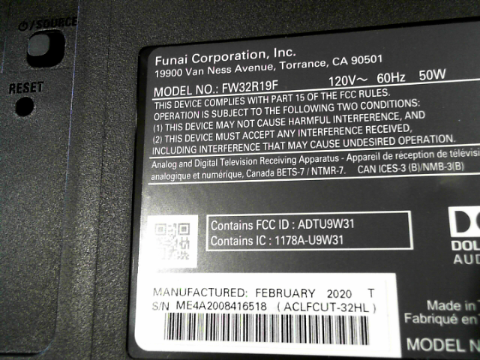 ⏻/SOURCE
RESET
Funai Corporation, Inc.
19900 Van Ness Avenue, Torrance, CA 90501
MODEL NO.: FW32R19F 120V~ 60Hz 50W
THIS DEVICE COMPLIES WITH PART 15 OF THE FCC RULES.
OPERATION IS SUBJECT TO THE FOLLOWING TWO CONDITIONS:
(1) THIS DEVICE MAY NOT CAUSE HARMFUL INTERFERENCE, AND
(2) THIS DEVICE MUST ACCEPT ANY INTERFERENCE RECEIVED,
INCLUDING INTERFERENCE THAT MAY CAUSE UNDESIRED OPERATION.
Analog and Digital Television Receiving Apparatus - Appareil de réception de télévisi
analogique et numérique, Canada BETS-7 / NTMR-7. CAN ICES-3 (B)/NMB-3(B)
Contains FCC ID : ADTU9W31
Contains IC : 1178A-U9W31
DOL
AUD
MANUFACTURED: FEBRUARY 2020 T
S/N ME4A2008416518 (ACLFCUT-32HL)
Made in T
Fabriqué en T
MODEL N